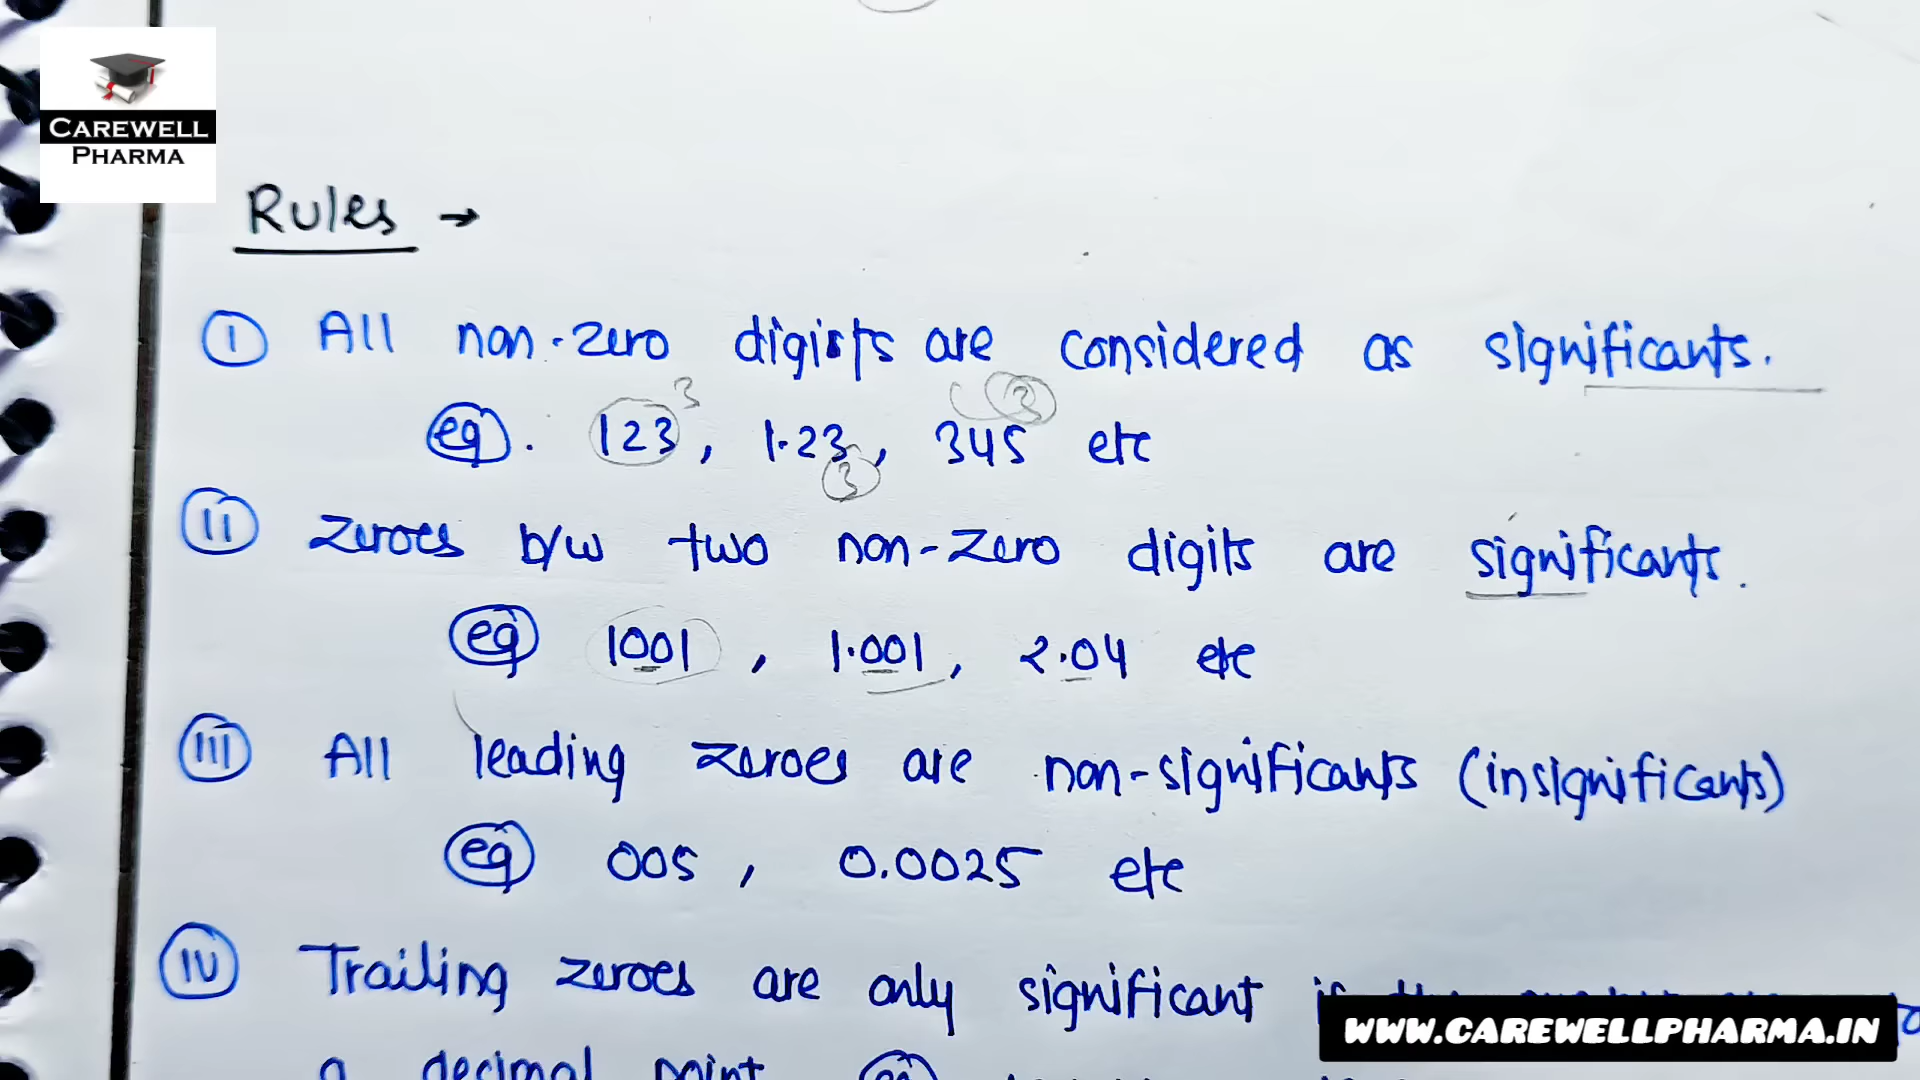 CAREWELL
PHARMA
Rules →
(I) All non-zero digits are considered as significants.
(eg). 123, 1.23, 345 etc
3
3
3
(II) Zeroes b/w two non-zero digits are significants.
(eg) 1001, 1.001, 2.04 etc
(III) All leading zeroes are non-significants (insignificants)
(eg) 005, 0.0025 etc
(IV) Trailing zeroes are only significant
a decimal point
WWW.CAREWELLPHARMA.IN